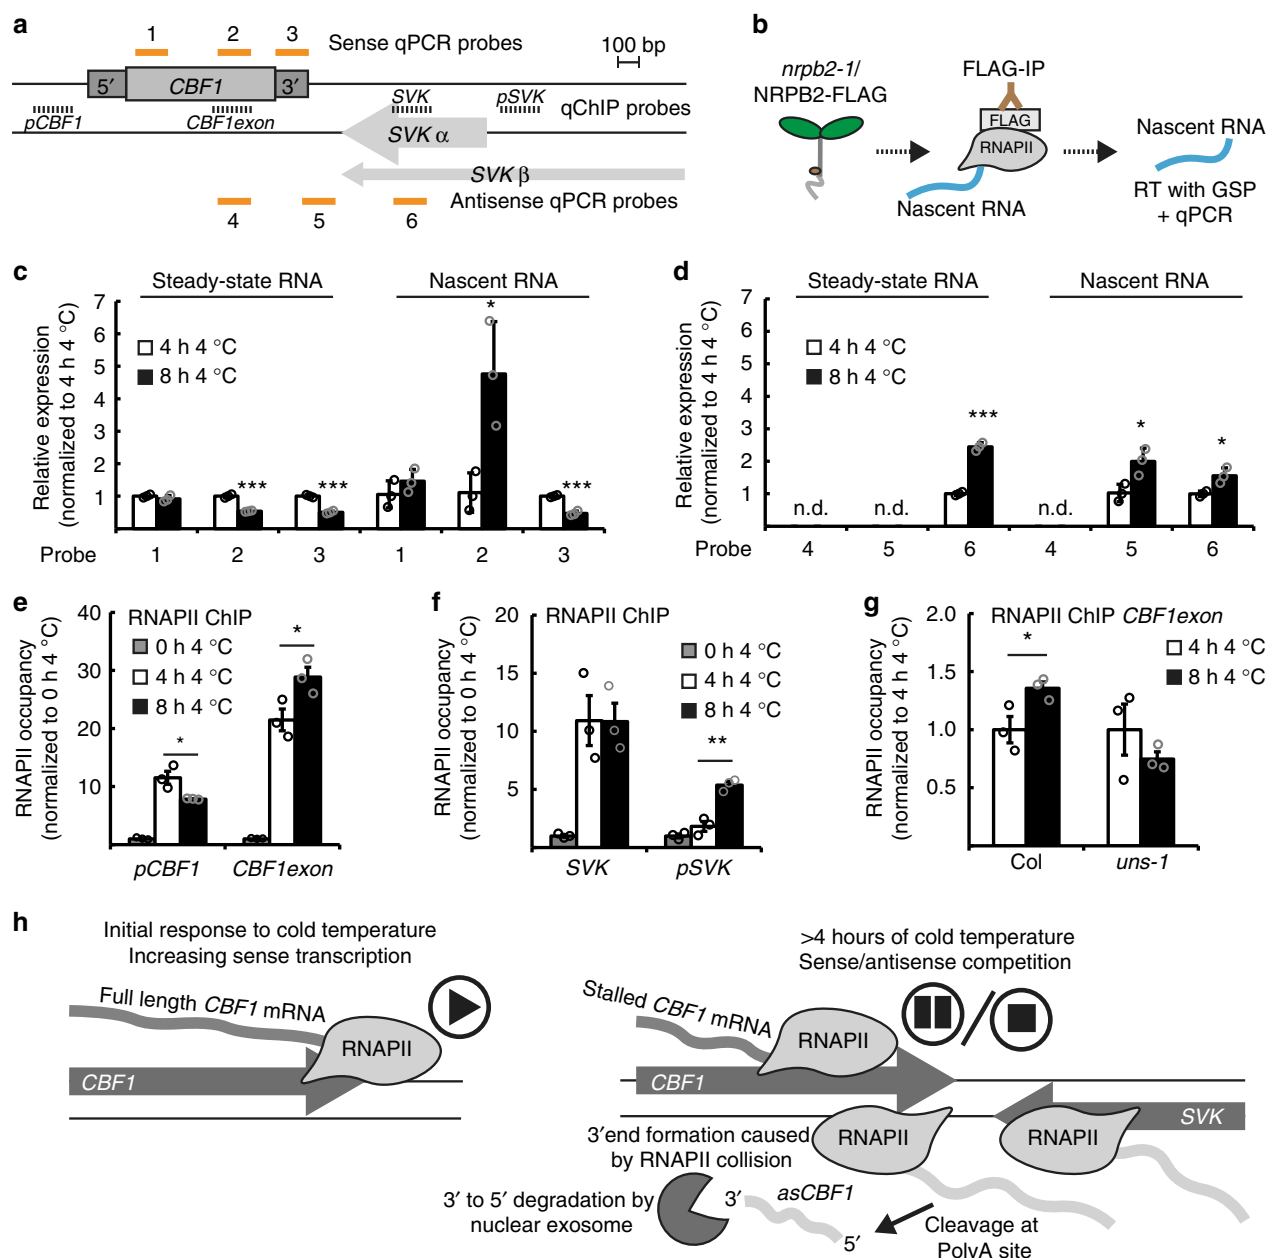 a
1 2 3
Sense qPCR probes
100 bp
5′ CBF1 3′
SVK pSVK
qChIP probes
pCBF1 CBF1exon
SVK α
SVK β
Antisense qPCR probes
4 5 6
b
nrpb2-1/
NRPB2-FLAG
FLAG-IP
FLAG
RNAPII
Nascent RNA
Nascent RNA
RT with GSP
+ qPCR
c
Steady-state RNA Nascent RNA
Relative expression
(normalized to 4 h 4 °C)
7
6
5
4
3
2
1
4 h 4 °C
8 h 4 °C
*** *** * ***
Probe 1 2 3 1 2 3
d
Steady-state RNA Nascent RNA
Relative expression
(normalized to 4 h 4 °C)
7
6
5
4
3
2
1
4 h 4 °C
8 h 4 °C
n.d. n.d. *** n.d. * *
Probe 4 5 6 4 5 6
e
RNAPII occupancy
(normalized to 0 h 4 °C)
40
30
20
10
RNAPII ChIP
0 h 4 °C
4 h 4 °C
8 h 4 °C
* *
pCBF1 CBF1exon
f
RNAPII occupancy
(normalized to 0 h 4 °C)
20
15
10
5
RNAPII ChIP
0 h 4 °C
4 h 4 °C
8 h 4 °C
**
SVK pSVK
g
RNAPII occupancy
(normalized to 4 h 4 °C)
2.0
1.5
1.0
0.5
RNAPII ChIP CBF1exon
4 h 4 °C
8 h 4 °C
*
Col uns-1
h
Initial response to cold temperature
Increasing sense transcription
Full length CBF1 mRNA
RNAPII
CBF1
>4 hours of cold temperature
Sense/antisense competition
Stalled CBF1 mRNA
RNAPII
CBF1
SVK
RNAPII
RNAPII
3′end formation caused
by RNAPII collision
3′ to 5′ degradation by
nuclear exosome
3′ asCBF1 5′
Cleavage at
PolyA site